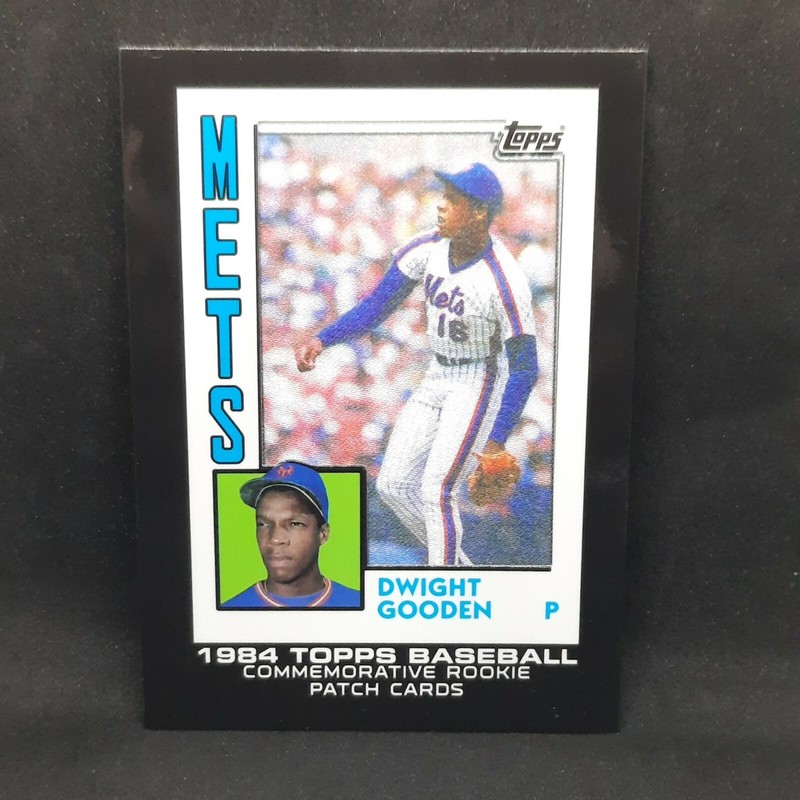 METS
Topps
Mets
16
DWIGHT
GOODEN
P
1984 TOPPS BASEBALL
COMMEMORATIVE ROOKIE
PATCH CARDS